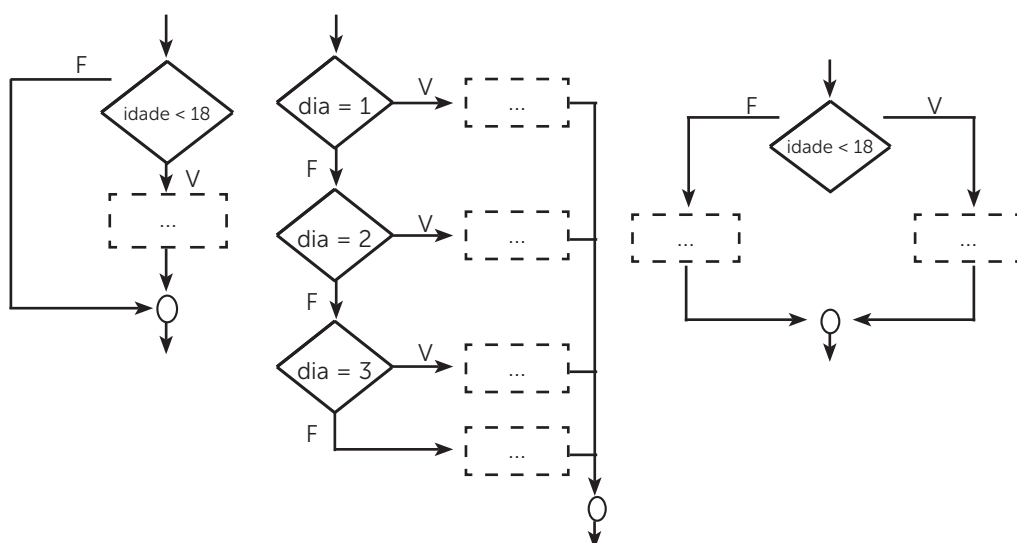 F
idade < 18
V
...
dia = 1
V
...
F
dia = 2
V
...
F
dia = 3
V
...
F
...
F
V
idade < 18
...
...